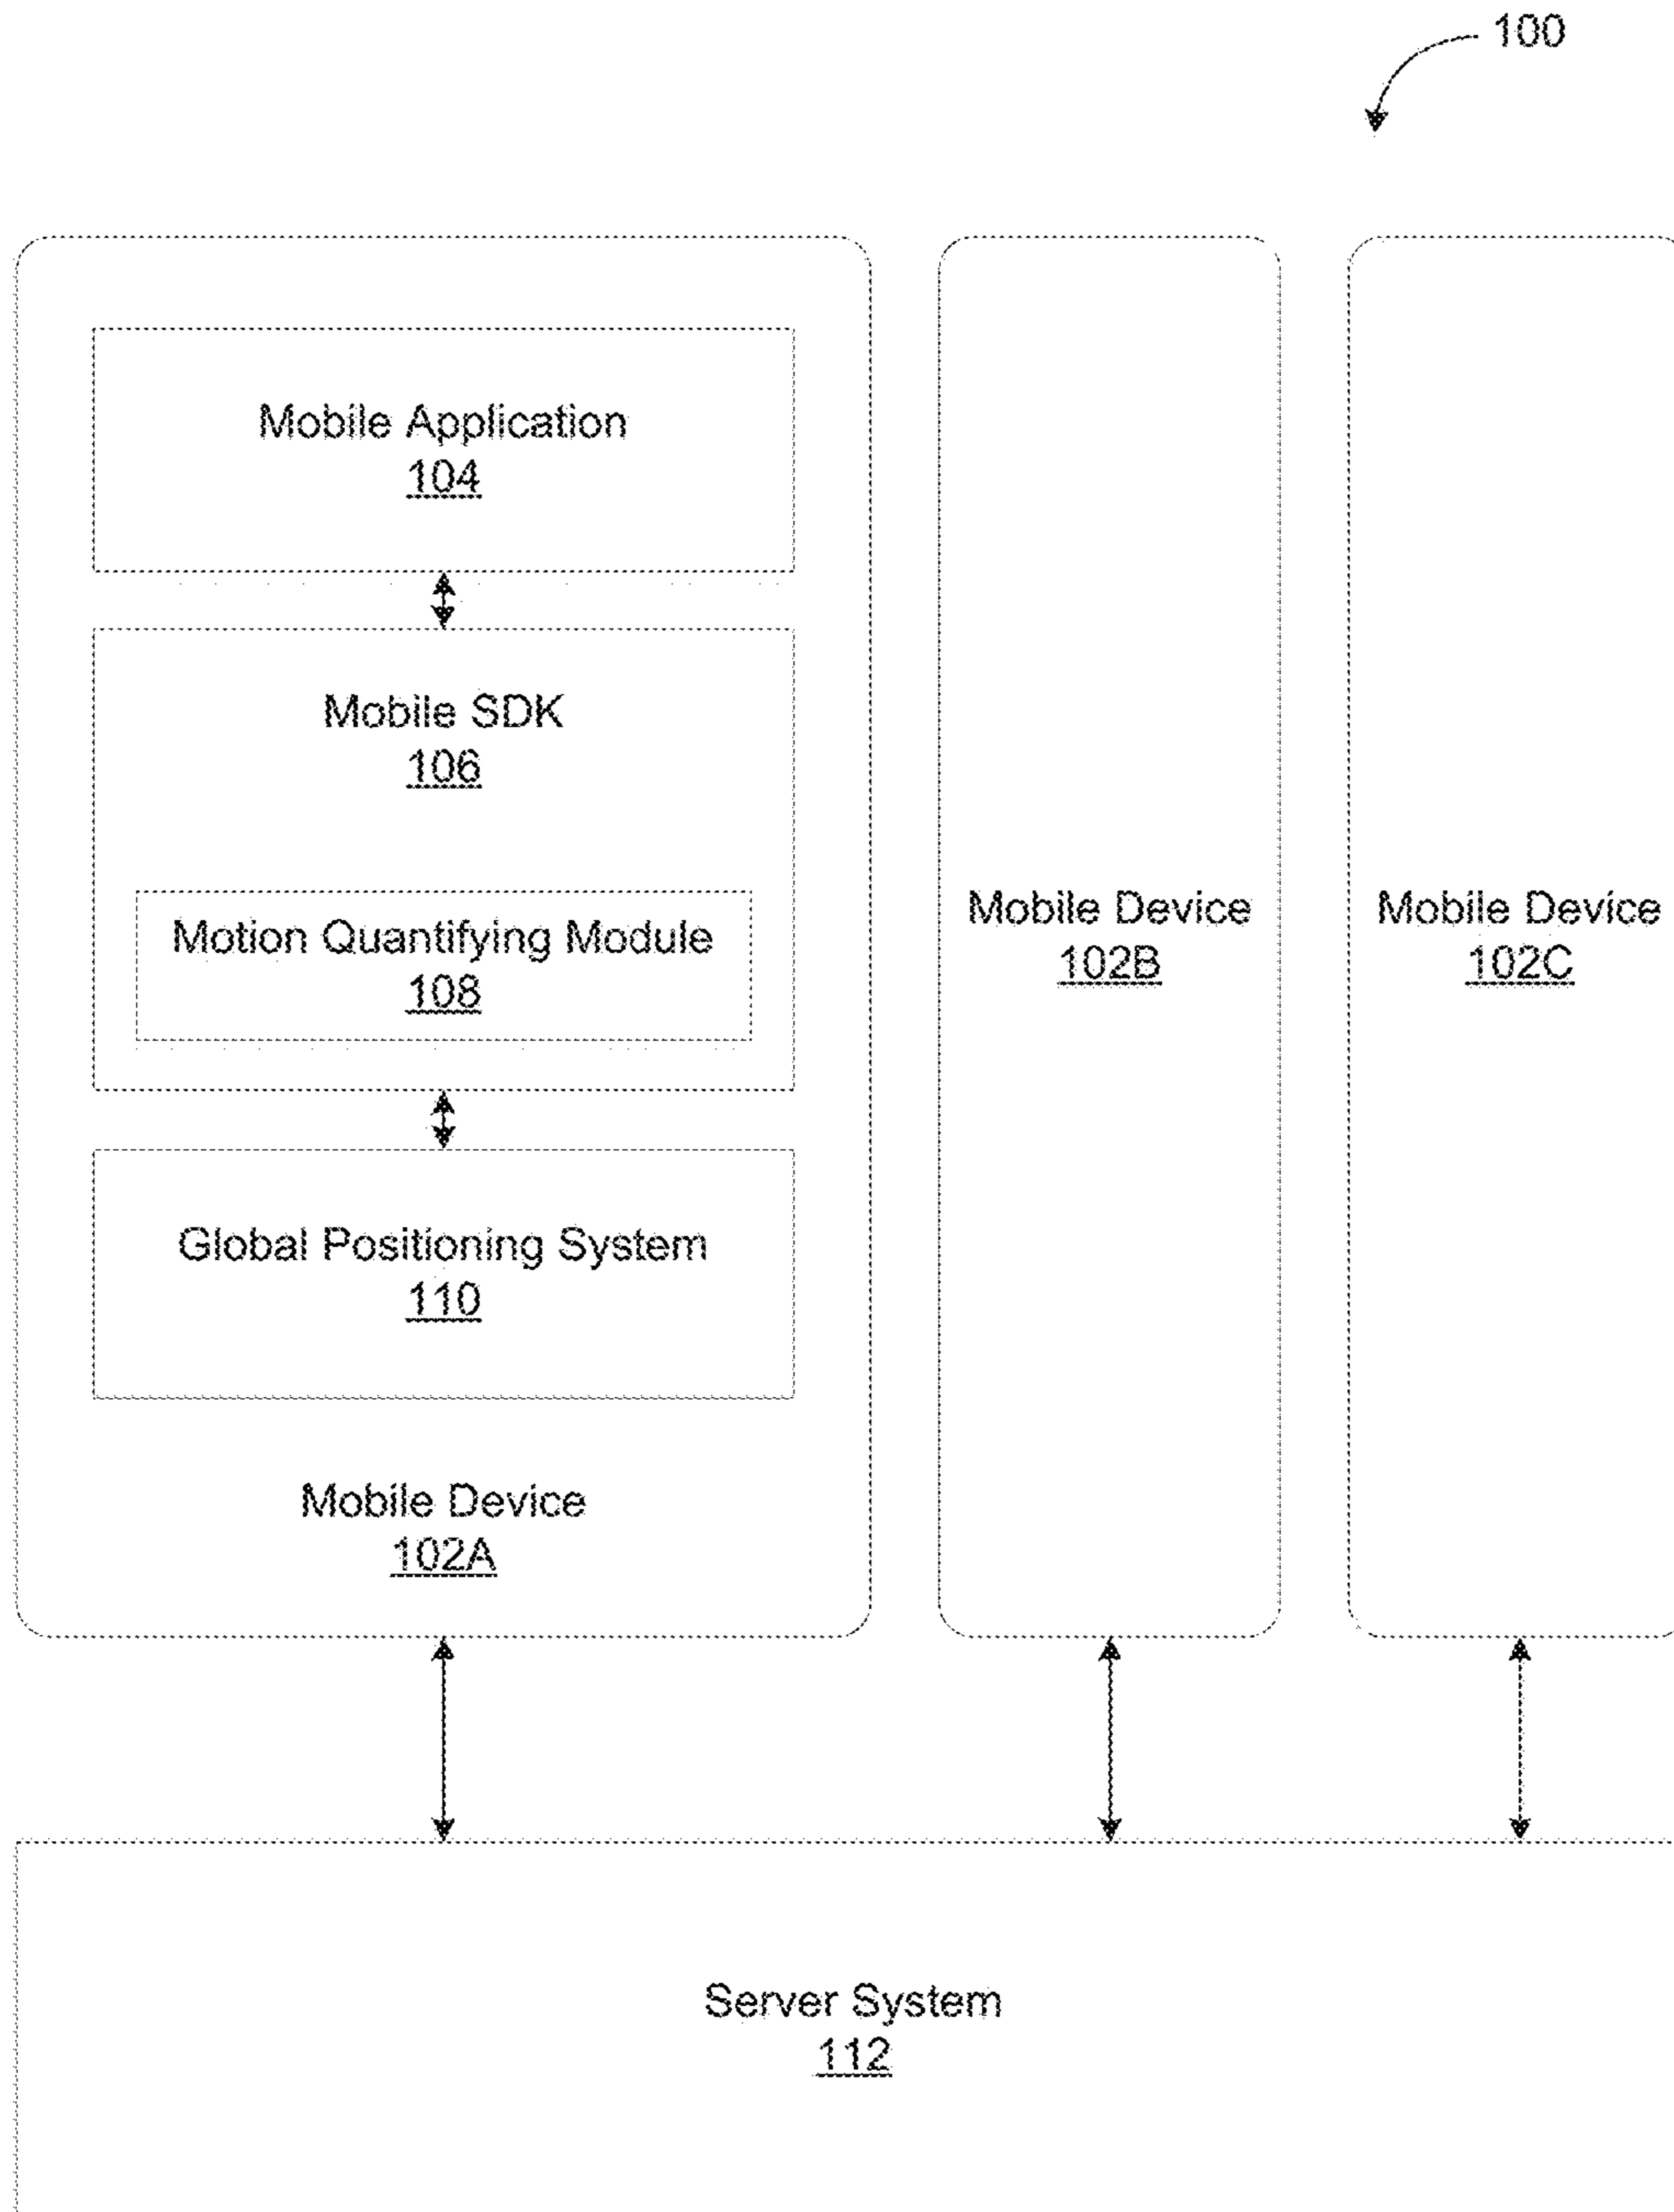 100
Mobile Application
104
Mobile SDK
106
Motion Quantifying Module
108
Global Positioning System
110
Mobile Device
102A
Mobile Device
102B
Mobile Device
102C
Server System
112